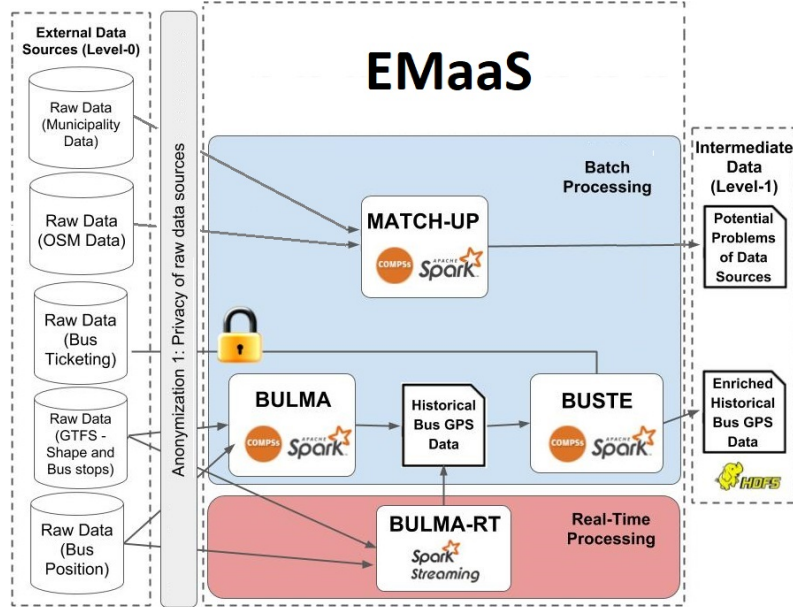 External Data
Sources (Level-0)
Raw Data
(Municipality
Data)
Raw Data
(OSM Data)
Raw Data
(Bus
Ticketing)
Raw Data
(GTFS -
Shape and
Bus stops)
Raw Data
(Bus
Position)
Anonymization 1: Privacy of raw data sources
EMaaS
Batch
Processing
MATCH-UP
COMPSs
APACHE
Spark
BULMA
COMPSs
APACHE
Spark
Historical
Bus GPS
Data
BUSTE
COMPSs
APACHE
Spark
BULMA-RT
Spark
Streaming
Real-Time
Processing
Intermediate
Data
(Level-1)
Potential
Problems
of Data
Sources
Enriched
Historical
Bus GPS
Data
HDFS